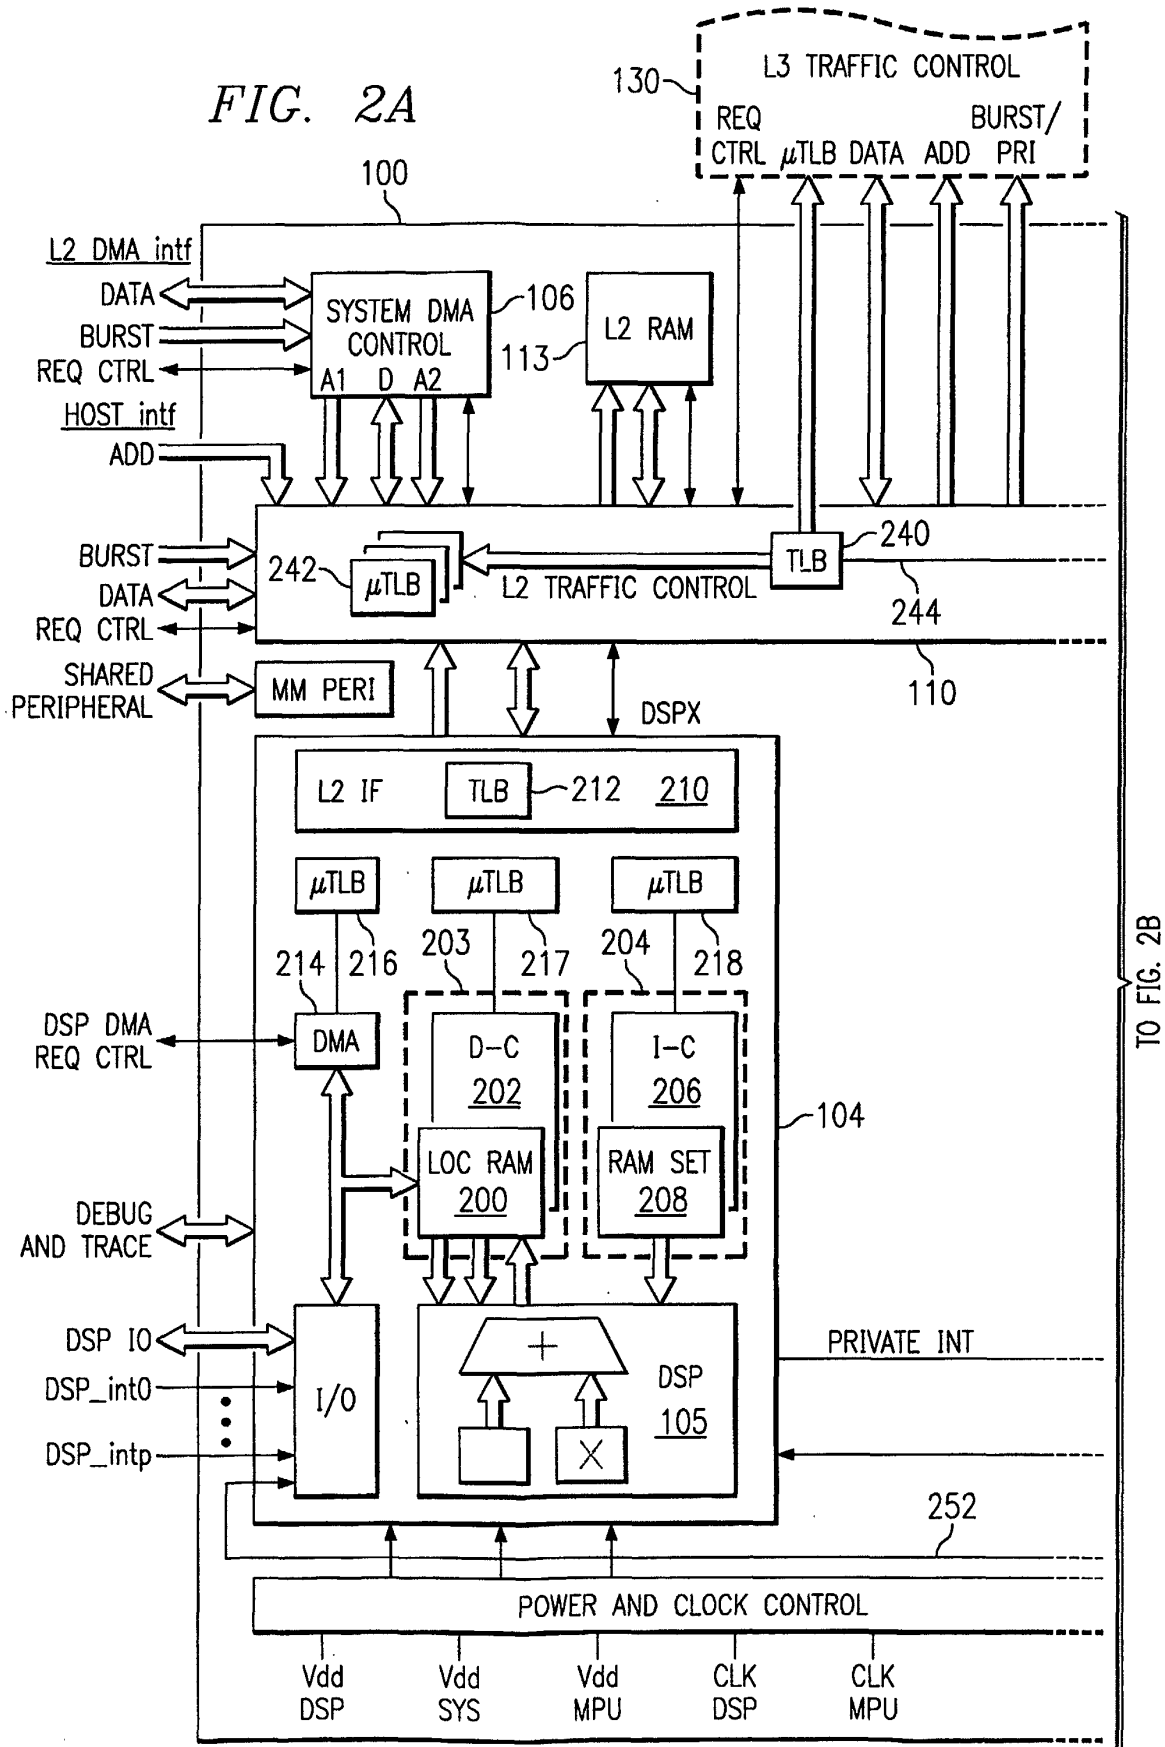 FIG. 2A
130
L3 TRAFFIC CONTROL
REQ CTRL
μTLB
DATA
ADD
BURST/ PRI
100
L2 DMA intf
DATA
BURST
REQ CTRL
SYSTEM DMA CONTROL
A1 D A2
106
L2 RAM
113
HOST intf
ADD
BURST
DATA
REQ CTRL
242
μTLB
L2 TRAFFIC CONTROL
TLB
240
244
110
SHARED PERIPHERAL
MM PERI
DSPX
L2 IF
TLB
212
210
μTLB
μTLB
μTLB
214
216
203
217
204
218
DSP DMA REQ CTRL
DMA
D-C
202
I-C
206
104
LOC RAM
200
RAM SET
208
DEBUG AND TRACE
DSP IO
DSP_int0
DSP_intp
I/O
+
X
DSP
105
PRIVATE INT
252
POWER AND CLOCK CONTROL
Vdd DSP
Vdd SYS
Vdd MPU
CLK DSP
CLK MPU
TO FIG. 2B